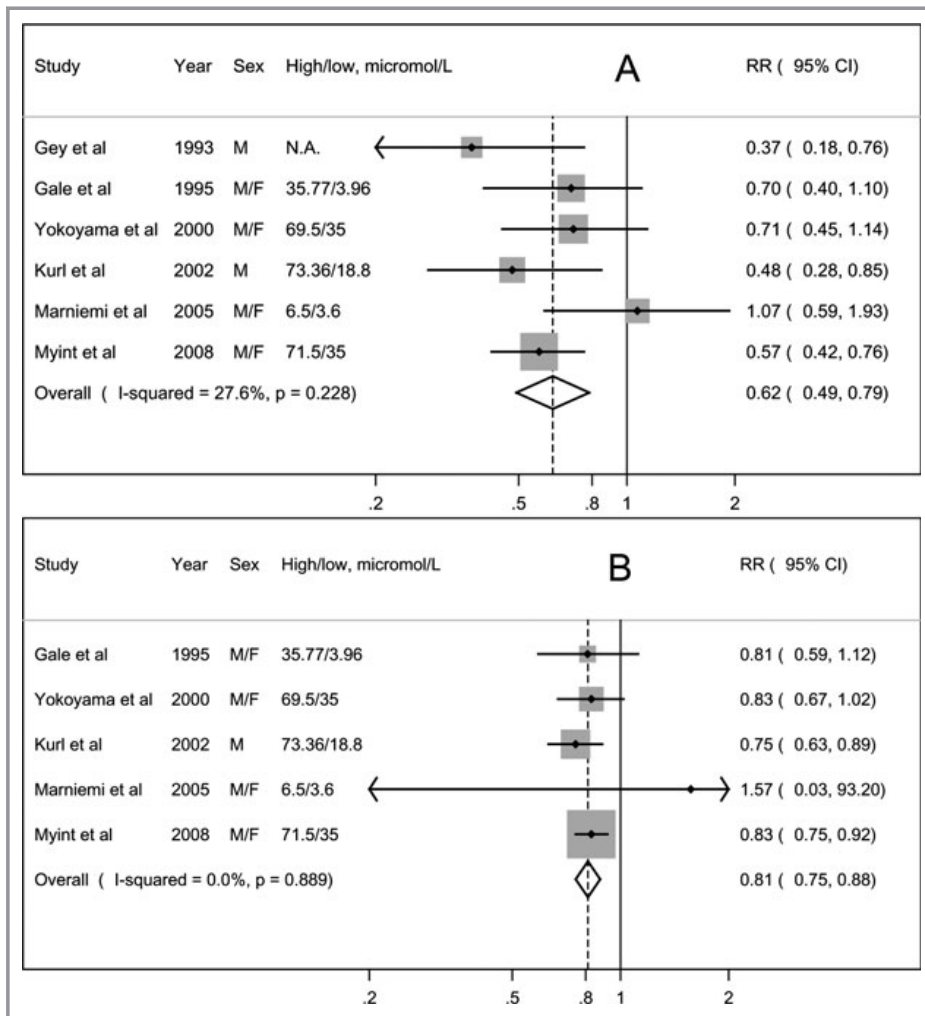 Study Year Sex High/low, micromol/L A RR ( 95% CI)
Gey et al 1993 M N.A. 0.37 ( 0.18, 0.76)
Gale et al 1995 M/F 35.77/3.96 0.70 ( 0.40, 1.10)
Yokoyama et al 2000 M/F 69.5/35 0.71 ( 0.45, 1.14)
Kurl et al 2002 M 73.36/18.8 0.48 ( 0.28, 0.85)
Marniemi et al 2005 M/F 6.5/3.6 1.07 ( 0.59, 1.93)
Myint et al 2008 M/F 71.5/35 0.57 ( 0.42, 0.76)
Overall ( I-squared = 27.6%, p = 0.228) 0.62 ( 0.49, 0.79)
.2 .5 .8 1 2
Study Year Sex High/low, micromol/L B RR ( 95% CI)
Gale et al 1995 M/F 35.77/3.96 0.81 ( 0.59, 1.12)
Yokoyama et al 2000 M/F 69.5/35 0.83 ( 0.67, 1.02)
Kurl et al 2002 M 73.36/18.8 0.75 ( 0.63, 0.89)
Marniemi et al 2005 M/F 6.5/3.6 1.57 ( 0.03, 93.20)
Myint et al 2008 M/F 71.5/35 0.83 ( 0.75, 0.92)
Overall ( I-squared = 0.0%, p = 0.889) 0.81 ( 0.75, 0.88)
.2 .5 .8 1 2